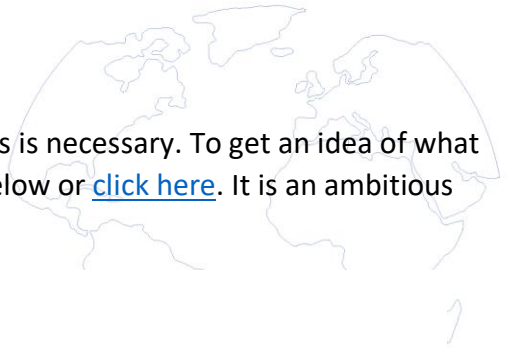 s is necessary. To get an idea of what
elow or click here. It is an ambitious